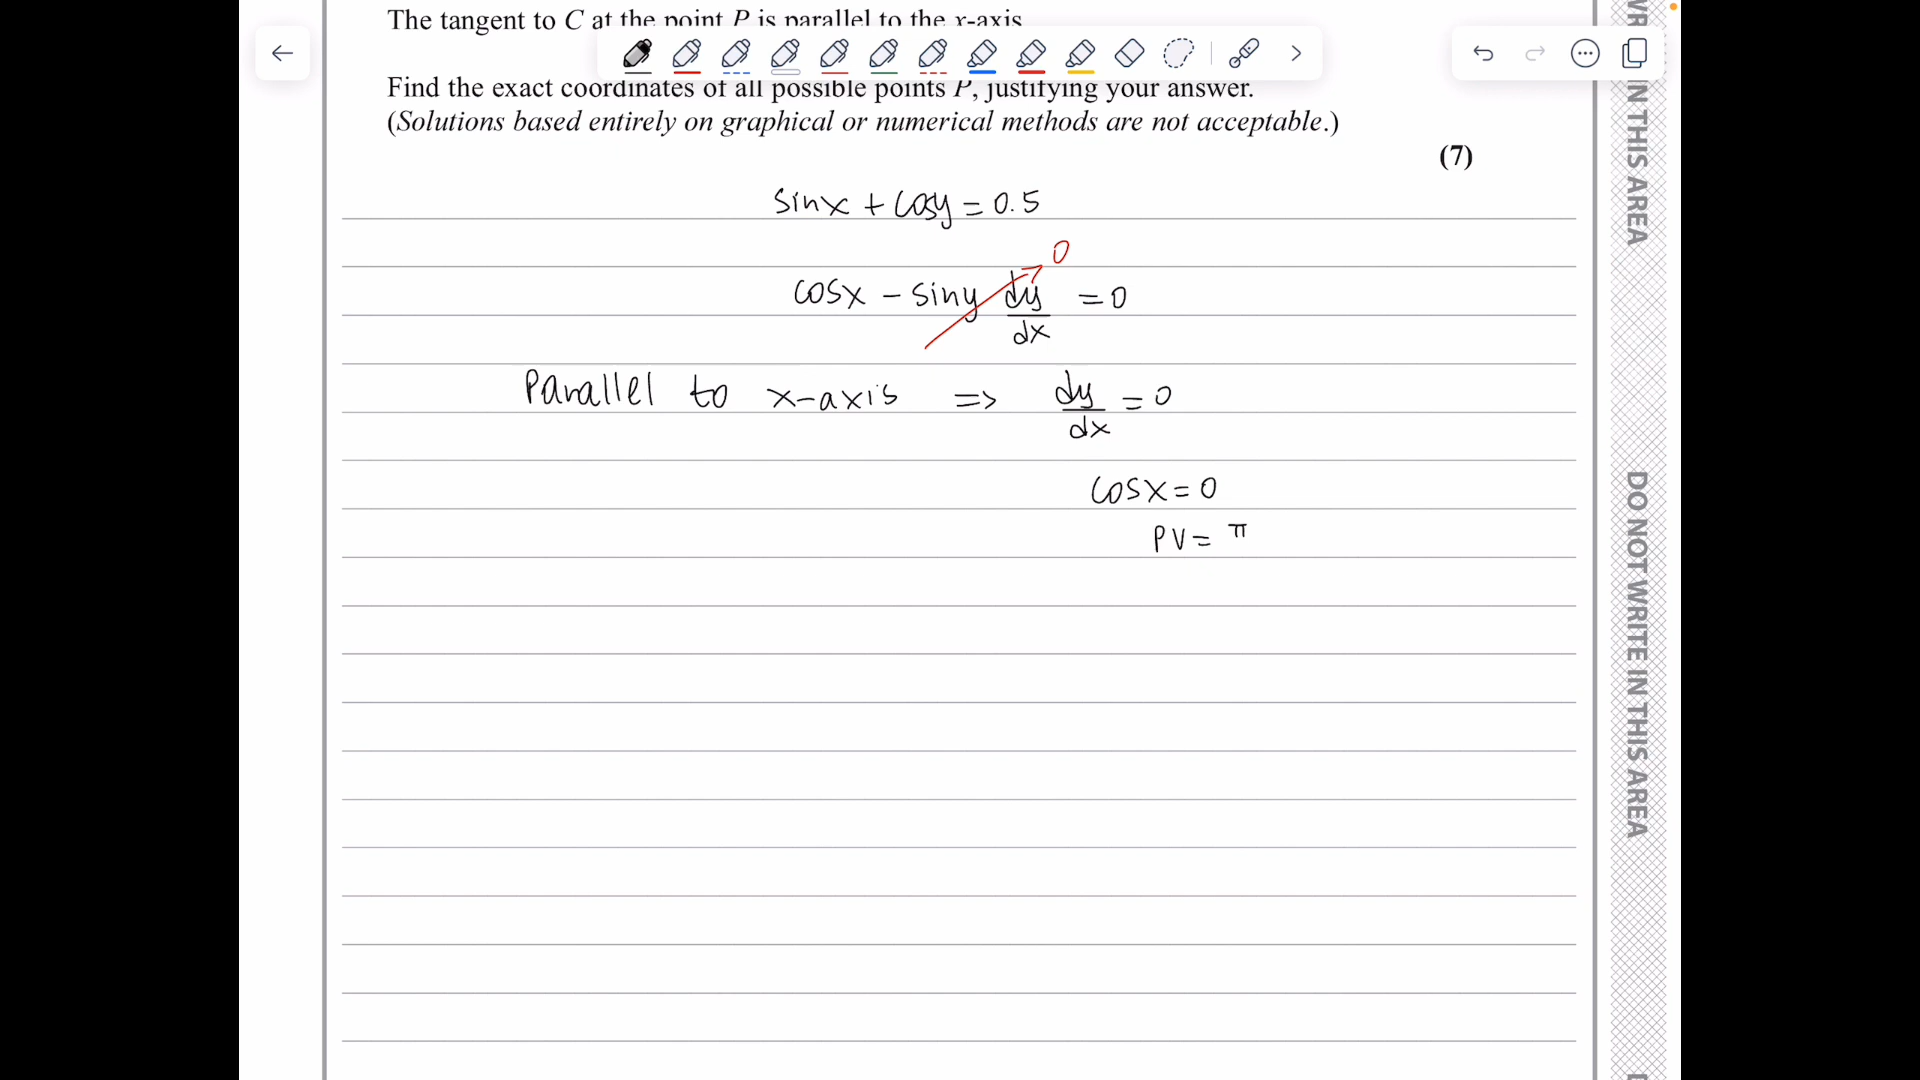 The tangent to C at the point P is parallel to the x-axis
Find the exact coordinates of all possible points P, justifying your answer.
(Solutions based entirely on graphical or numerical methods are not acceptable.)
(7)
sinx + cosy = 0.5
0
cosx - siny dy/dx = 0
Parallel to x-axis => dy/dx = 0
cosx = 0
PV = π
WR
IN THIS AREA
DO NOT WRITE IN THIS AREA